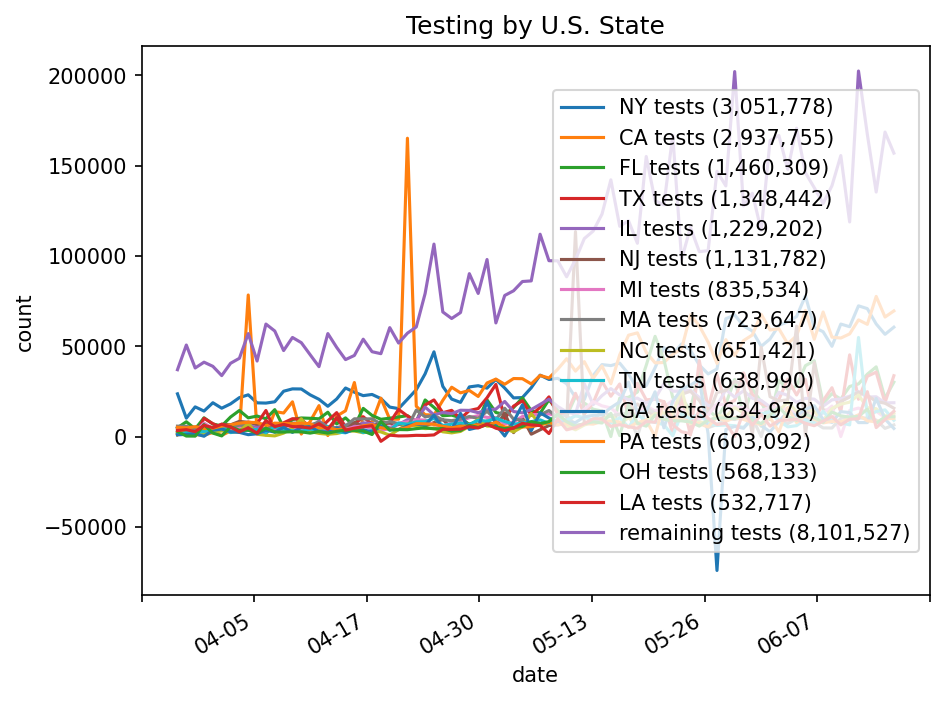 Testing by U.S. State
200000
150000
100000
50000
0
−50000
count
NY tests (3,051,778)
CA tests (2,937,755)
FL tests (1,460,309)
TX tests (1,348,442)
IL tests (1,229,202)
NJ tests (1,131,782)
MI tests (835,534)
MA tests (723,647)
NC tests (651,421)
TN tests (638,990)
GA tests (634,978)
PA tests (603,092)
OH tests (568,133)
LA tests (532,717)
remaining tests (8,101,527)
04-05
04-17
04-30
05-13
05-26
06-07
date